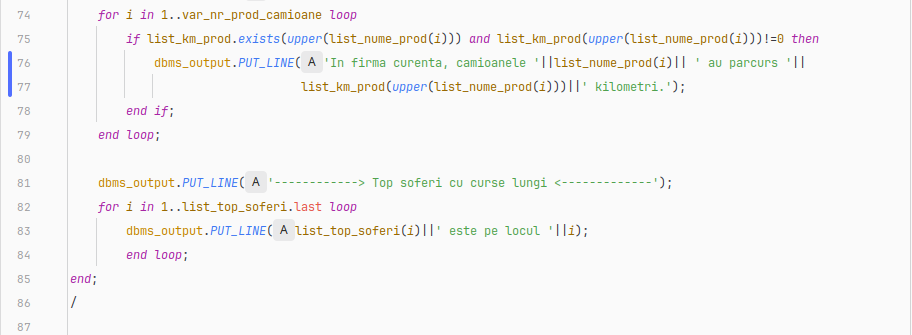 74 for i in 1..var_nr_prod_camioane loop
75 if list_km_prod.exists(upper(list_nume_prod(i))) and list_km_prod(upper(list_nume_prod(i)))!=0 then
76 dbms_output.PUT_LINE( A 'In firma curenta, camioanele '||list_nume_prod(i)|| ' au parcurs '||
77 list_km_prod(upper(list_nume_prod(i)))||' kilometri.');
78 end if;
79 end loop;
80
81 dbms_output.PUT_LINE( A '------------> Top soferi cu curse lungi <-------------');
82 for i in 1..list_top_soferi.last loop
83 dbms_output.PUT_LINE( A list_top_soferi(i)||' este pe locul '||i);
84 end loop;
85 end;
86 /
87